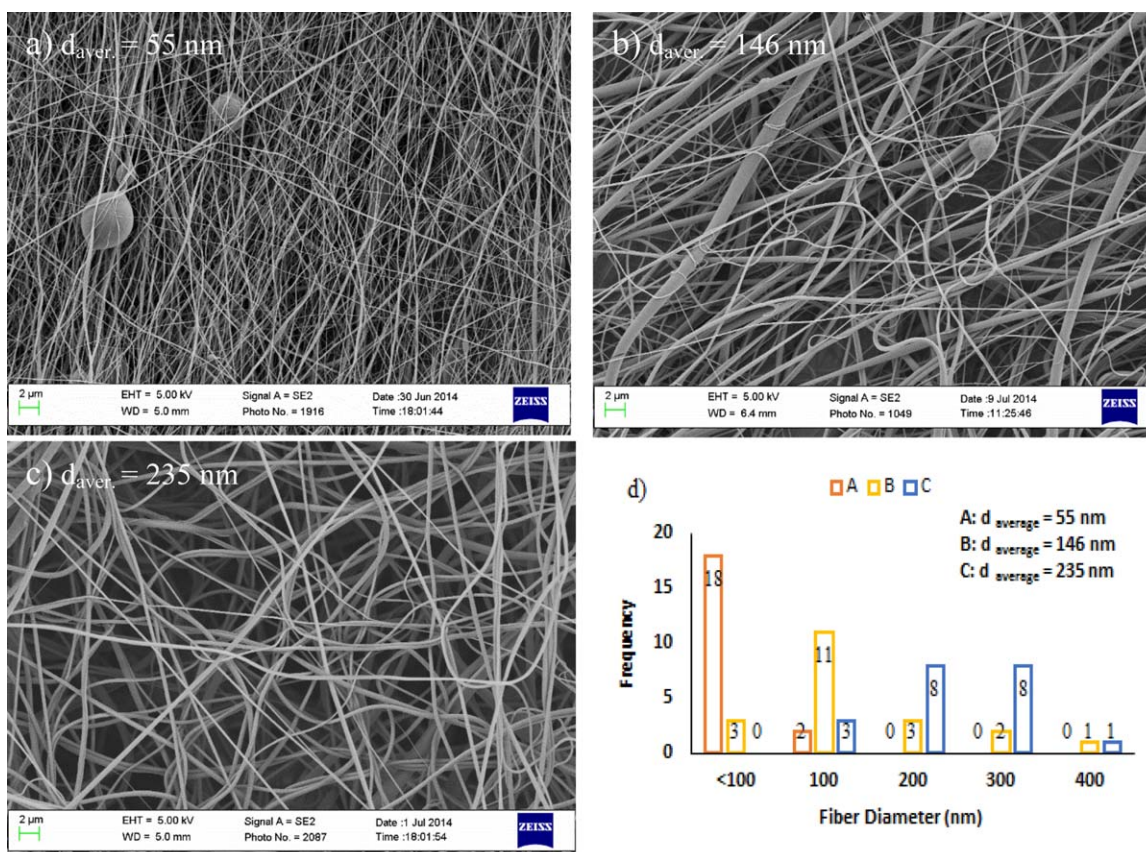 a) d aver. = 55 nm
2 µm
EHT = 5.00 kV
WD = 5.0 mm
Signal A = SE2
Photo No. = 1916
Date :30 Jun 2014
Time :18:01:44
ZEISS
b) d aver. = 146 nm
2 µm
EHT = 5.00 kV
WD = 6.4 mm
Signal A = SE2
Photo No. = 1049
Date :9 Jul 2014
Time :11:25:46
ZEISS
c) d aver. = 235 nm
2 µm
EHT = 5.00 kV
WD = 5.0 mm
Signal A = SE2
Photo No. = 2087
Date :1 Jul 2014
Time :18:01:54
ZEISS
d)
A B C
A: d average = 55 nm
B: d average = 146 nm
C: d average = 235 nm
Frequency
20
15
10
5
0
18 3 0
2 11 3
0 3 8
0 2 8
0 1 1
<100 100 200 300 400
Fiber Diameter (nm)